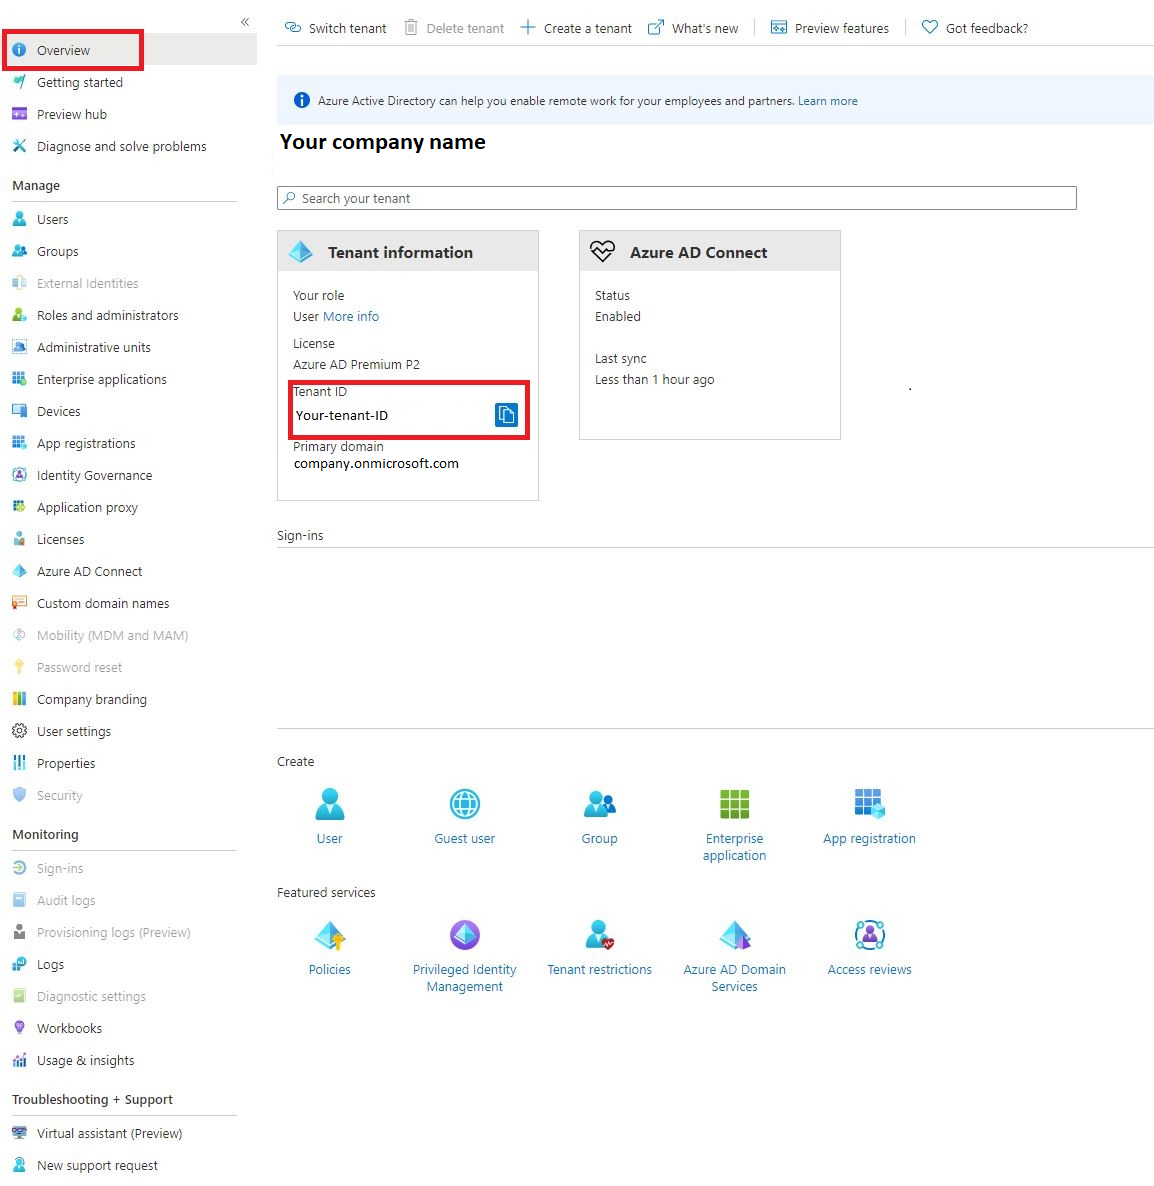 «
Overview
Getting started
Preview hub
Diagnose and solve problems
Manage
Users
Groups
External Identities
Roles and administrators
Administrative units
Enterprise applications
Devices
App registrations
Identity Governance
Application proxy
Licenses
Azure AD Connect
Custom domain names
Mobility (MDM and MAM)
Password reset
Company branding
User settings
Properties
Security
Monitoring
Sign-ins
Audit logs
Provisioning logs (Preview)
Logs
Diagnostic settings
Workbooks
Usage & insights
Troubleshooting + Support
Virtual assistant (Preview)
New support request
Switch tenant Delete tenant Create a tenant What's new Preview features Got feedback?
Azure Active Directory can help you enable remote work for your employees and partners. Learn more
Your company name
Search your tenant
Tenant information
Your role
User More info
License
Azure AD Premium P2
Tenant ID
Your-tenant-ID
Primary domain
company.onmicrosoft.com
Azure AD Connect
Status
Enabled
Last sync
Less than 1 hour ago
.
Sign-ins
Create
User
Guest user
Group
Enterprise
application
App registration
Featured services
Policies
Privileged Identity
Management
Tenant restrictions
Azure AD Domain
Services
Access reviews